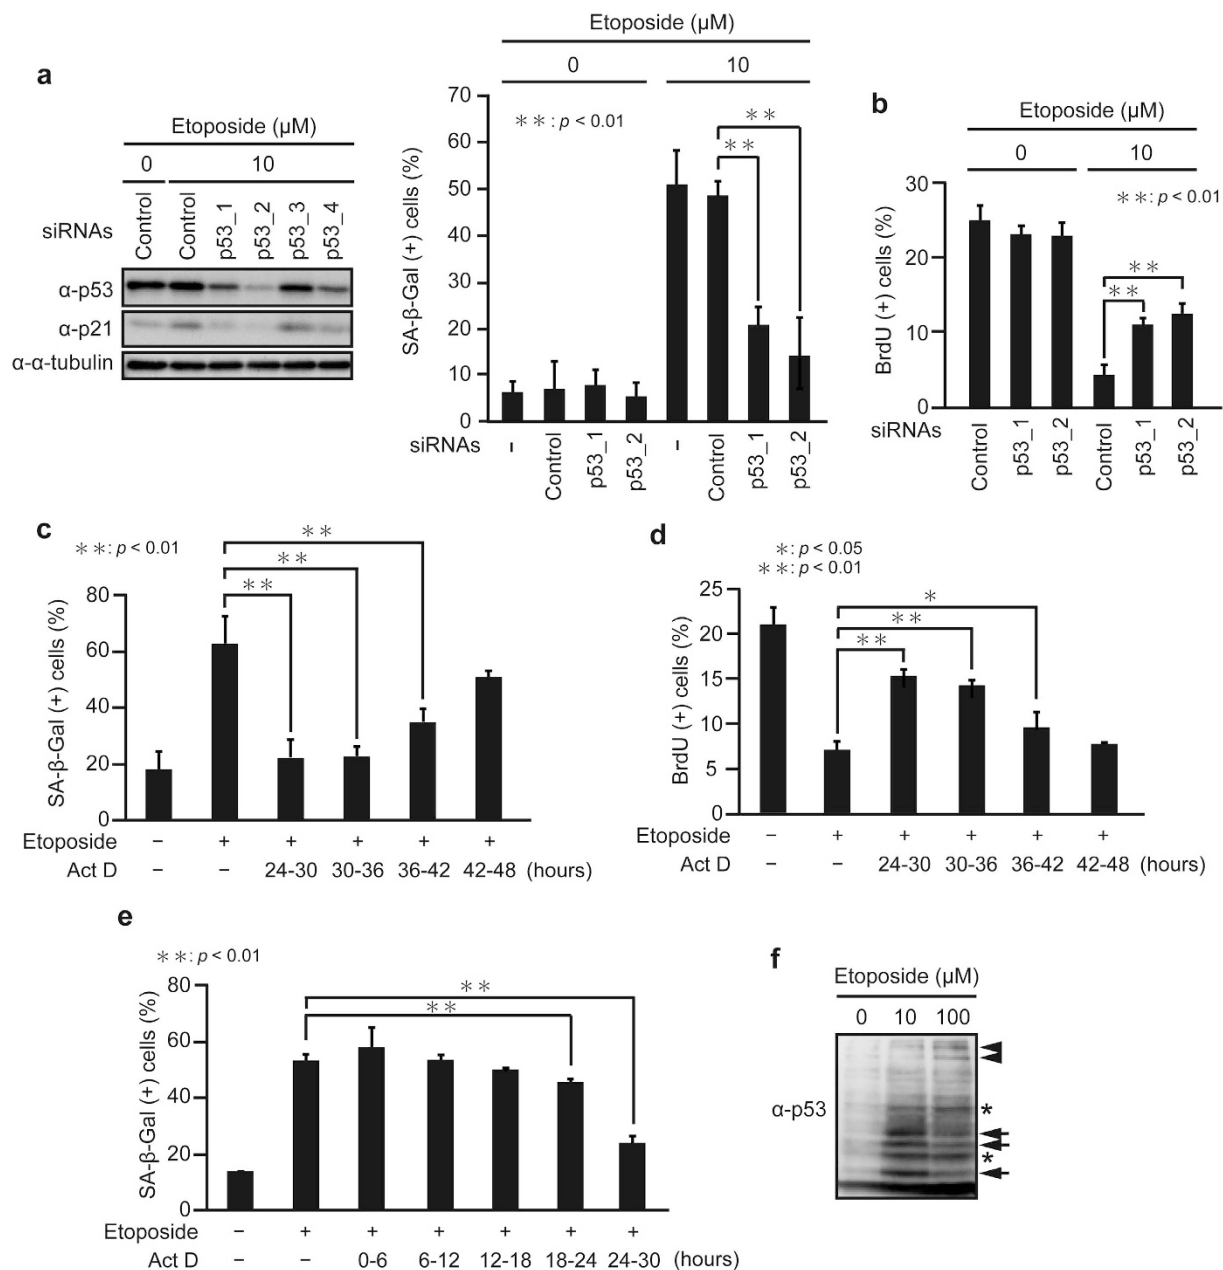 a
Etoposide (μM)
0 10
siRNAs Control Control p53_1 p53_2 p53_3 p53_4
α-p53
α-p21
α-α-tubulin
Etoposide (μM)
0 10
∗∗: p < 0.01
SA-β-Gal (+) cells (%)
70
60
50
40
30
20
10
0
∗∗
∗∗
siRNAs – Control p53_1 p53_2 – Control p53_1 p53_2
b
Etoposide (μM)
0 10
∗∗: p < 0.01
BrdU (+) cells (%)
30
20
10
0
∗∗
∗∗
siRNAs Control p53_1 p53_2 Control p53_1 p53_2
c
∗∗: p < 0.01
SA-β-Gal (+) cells (%)
80
60
40
20
0
∗∗
∗∗
∗∗
Etoposide – + + + + +
Act D – – 24-30 30-36 36-42 42-48 (hours)
d
∗: p < 0.05
∗∗: p < 0.01
BrdU (+) cells (%)
25
20
15
10
5
0
∗
∗∗
∗∗
Etoposide – + + + + +
Act D – – 24-30 30-36 36-42 42-48 (hours)
e
∗∗: p < 0.01
SA-β-Gal (+) cells (%)
80
60
40
20
0
∗∗
∗∗
Etoposide – + + + + + +
Act D – – 0-6 6-12 12-18 18-24 24-30 (hours)
f
Etoposide (μM)
0 10 100
α-p53
*
*